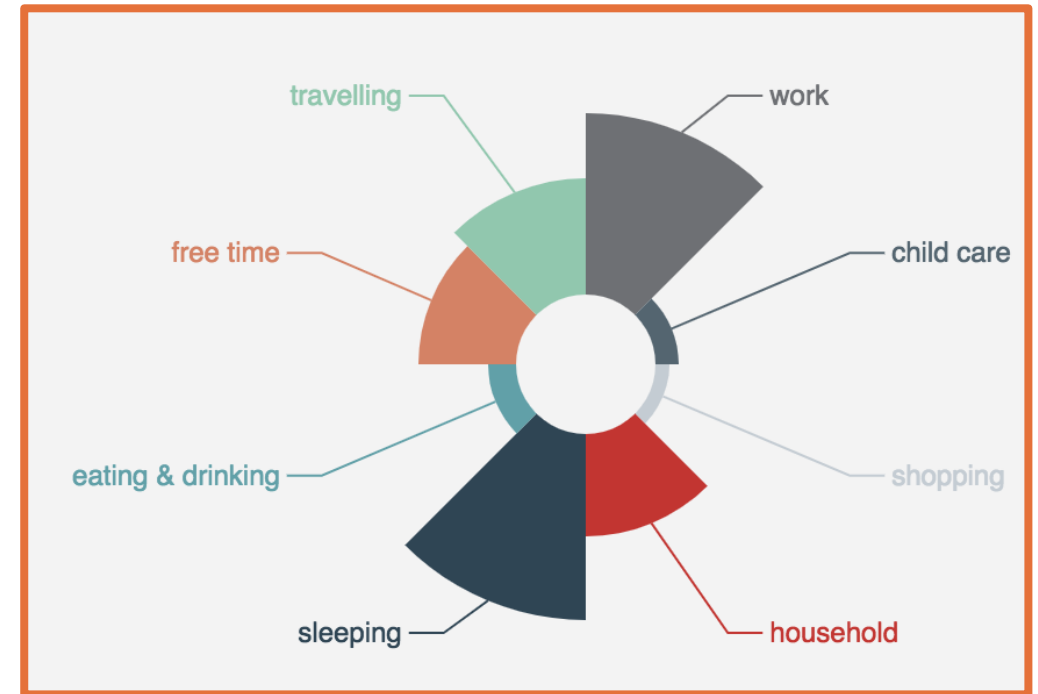 travelling
work
free time
child care
eating & drinking
shopping
sleeping
household